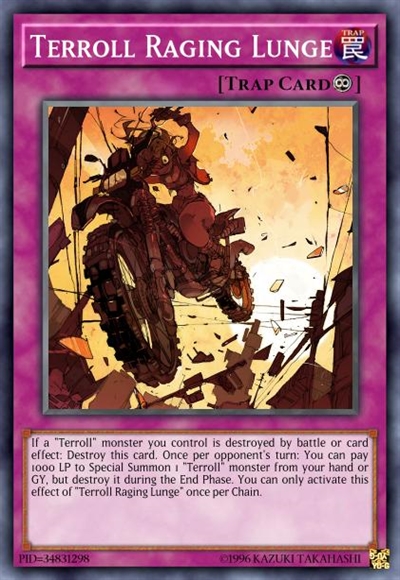 Terroll Raging Lunge
TRAP
罠
[Trap Card]
If a "Terroll" monster you control is destroyed by battle or card
effect: Destroy this card. Once per opponent's turn: You can pay
1000 LP to Special Summon 1 "Terroll" monster from your hand or
GY, but destroy it during the End Phase. You can only activate this
effect of "Terroll Raging Lunge" once per Chain.
PID=34831298
©1996 KAZUKI TAKAHASHI